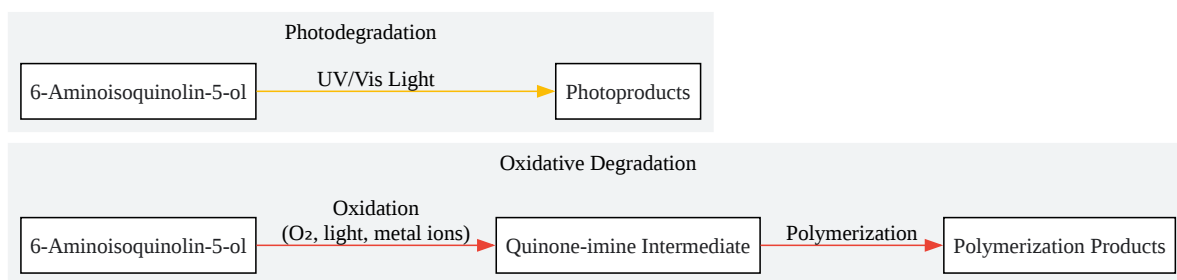 Photodegradation
6-Aminoisoquinolin-5-ol
UV/Vis Light
Photoproducts
Oxidative Degradation
6-Aminoisoquinolin-5-ol
Oxidation
(O₂, light, metal ions)
Quinone-imine Intermediate
Polymerization
Polymerization Products